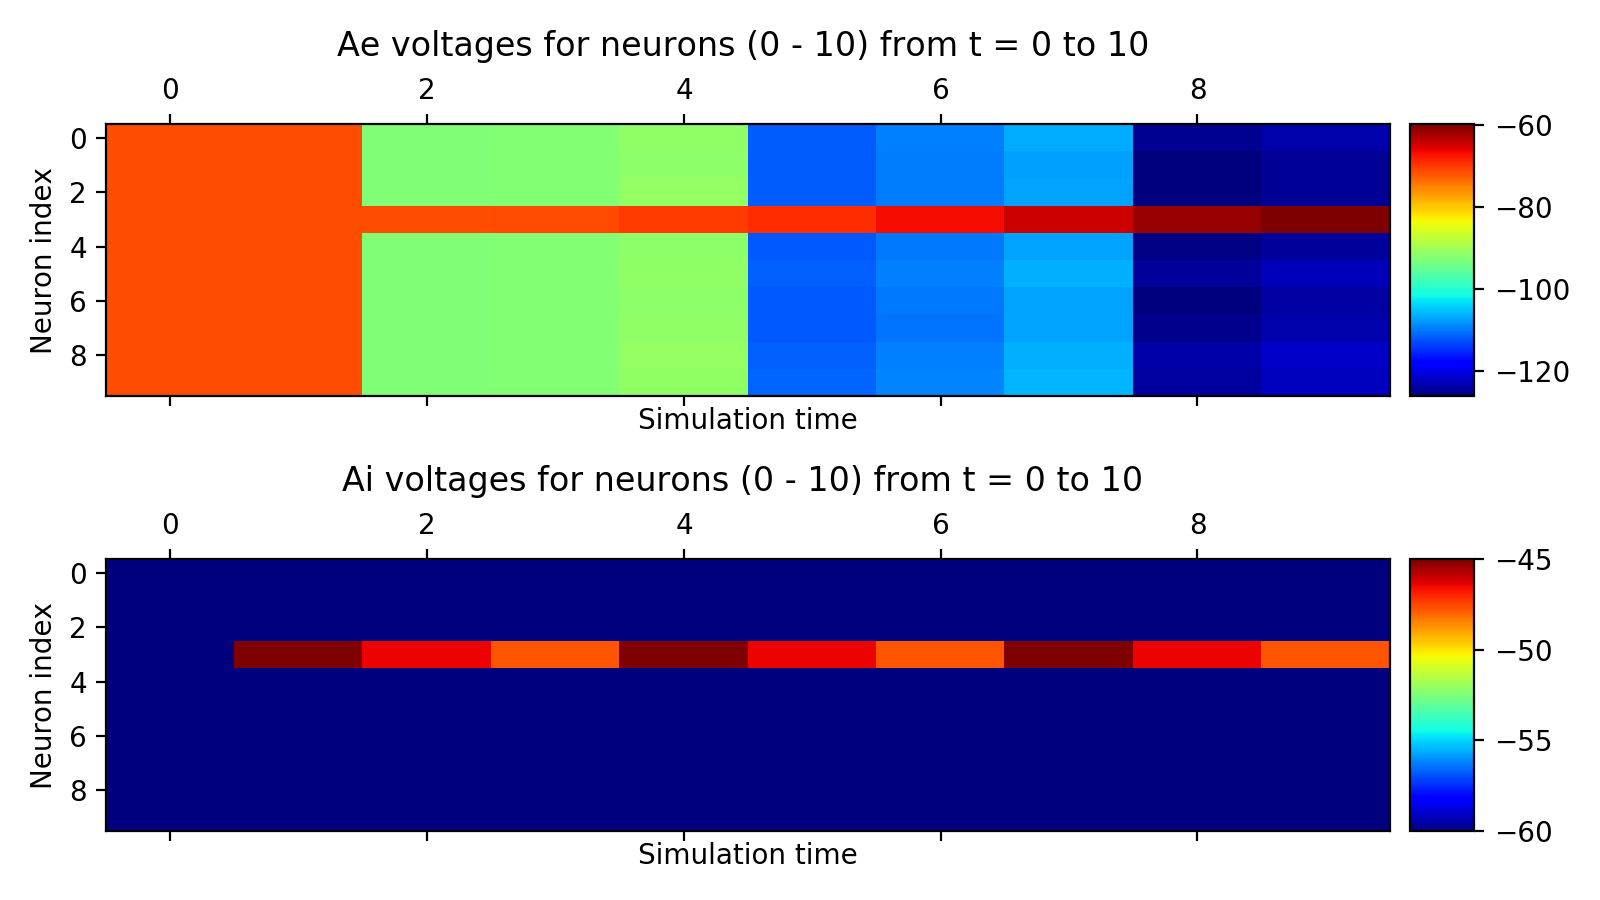 Ae voltages for neurons (0 - 10) from t = 0 to 10
0 2 4 6 8
Neuron index
0
2
4
6
8
Simulation time
−60
−80
−100
−120
Ai voltages for neurons (0 - 10) from t = 0 to 10
0 2 4 6 8
Neuron index
0
2
4
6
8
Simulation time
−45
−50
−55
−60